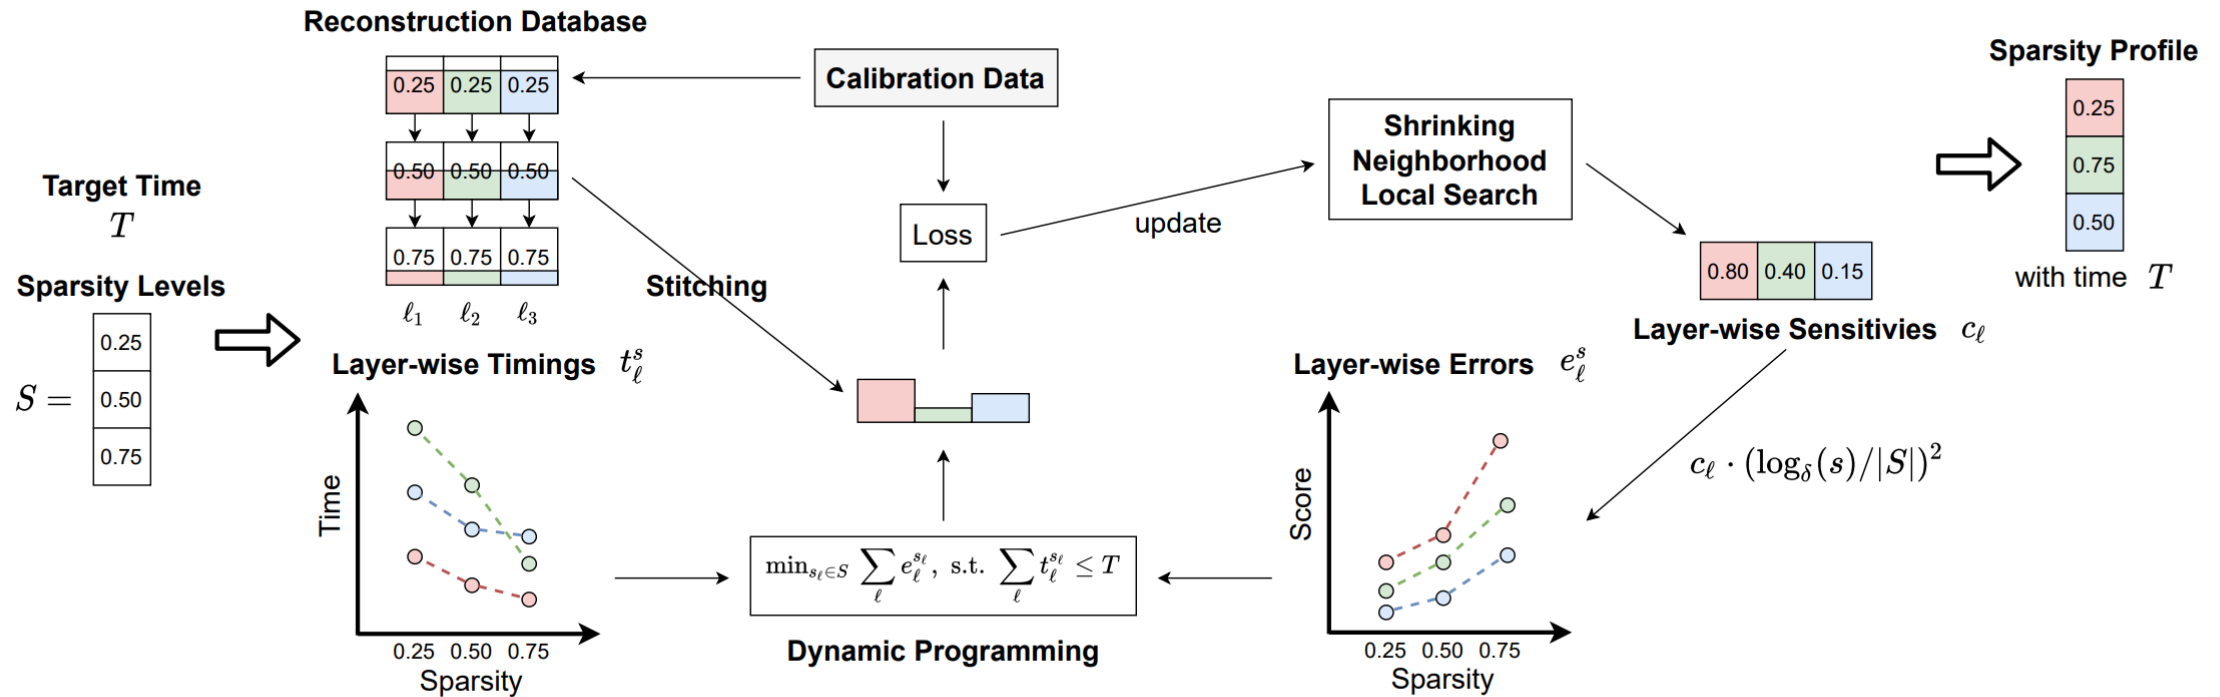 Target Time
T
Sparsity Levels
S =
0.25
0.50
0.75
Reconstruction Database
0.25 0.25 0.25
0.50 0.50 0.50
0.75 0.75 0.75
ℓ₁ ℓ₂ ℓ₃
Layer-wise Timings t_ℓ^s
Time
0.25 0.50 0.75
Sparsity
Stitching
Calibration Data
Loss
update
min_{s_ℓ∈S} ∑_ℓ e_ℓ^{s_ℓ}, s.t. ∑_ℓ t_ℓ^{s_ℓ} ≤ T
Dynamic Programming
Shrinking
Neighborhood
Local Search
0.80 0.40 0.15
Layer-wise Sensitivies c_ℓ
c_ℓ · (log_δ(s)/|S|)²
Layer-wise Errors e_ℓ^s
Score
0.25 0.50 0.75
Sparsity
Sparsity Profile
0.25
0.75
0.50
with time T